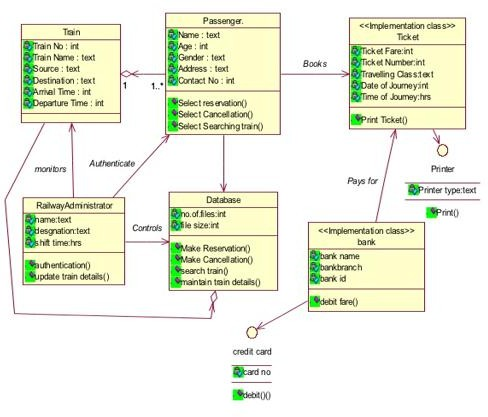 Train
Train No : int
Train Name : text
Source : text
Destination : text
Arrival Time : int
Departure Time : int
1
1..*
Passenger.
Name : text
Age : int
Gender : text
Address : text
Contact No : int
Select reservation()
Select Cancellation()
Select Searching train()
Books
<<Implementation class>>
Ticket
Ticket Fare:int
Ticket Number:int
Travelling Class:text
Date of Journey:int
Time of Journey:hrs
Print Ticket()
Printer
Printer type:text
Print()
monitors
Authenticate
Pays for
RailwayAdministrator
name:text
desgnation:text
shift time:hrs
authentication()
update train details()
Controls
Database
no.of.files:int
file size:int
Make Reservation()
Make Cancellation()
search train()
maintain train details()
<<Implementation class>>
bank
bank name
bankbranch
bank id
debit fare()
credit card
card no
debit()()